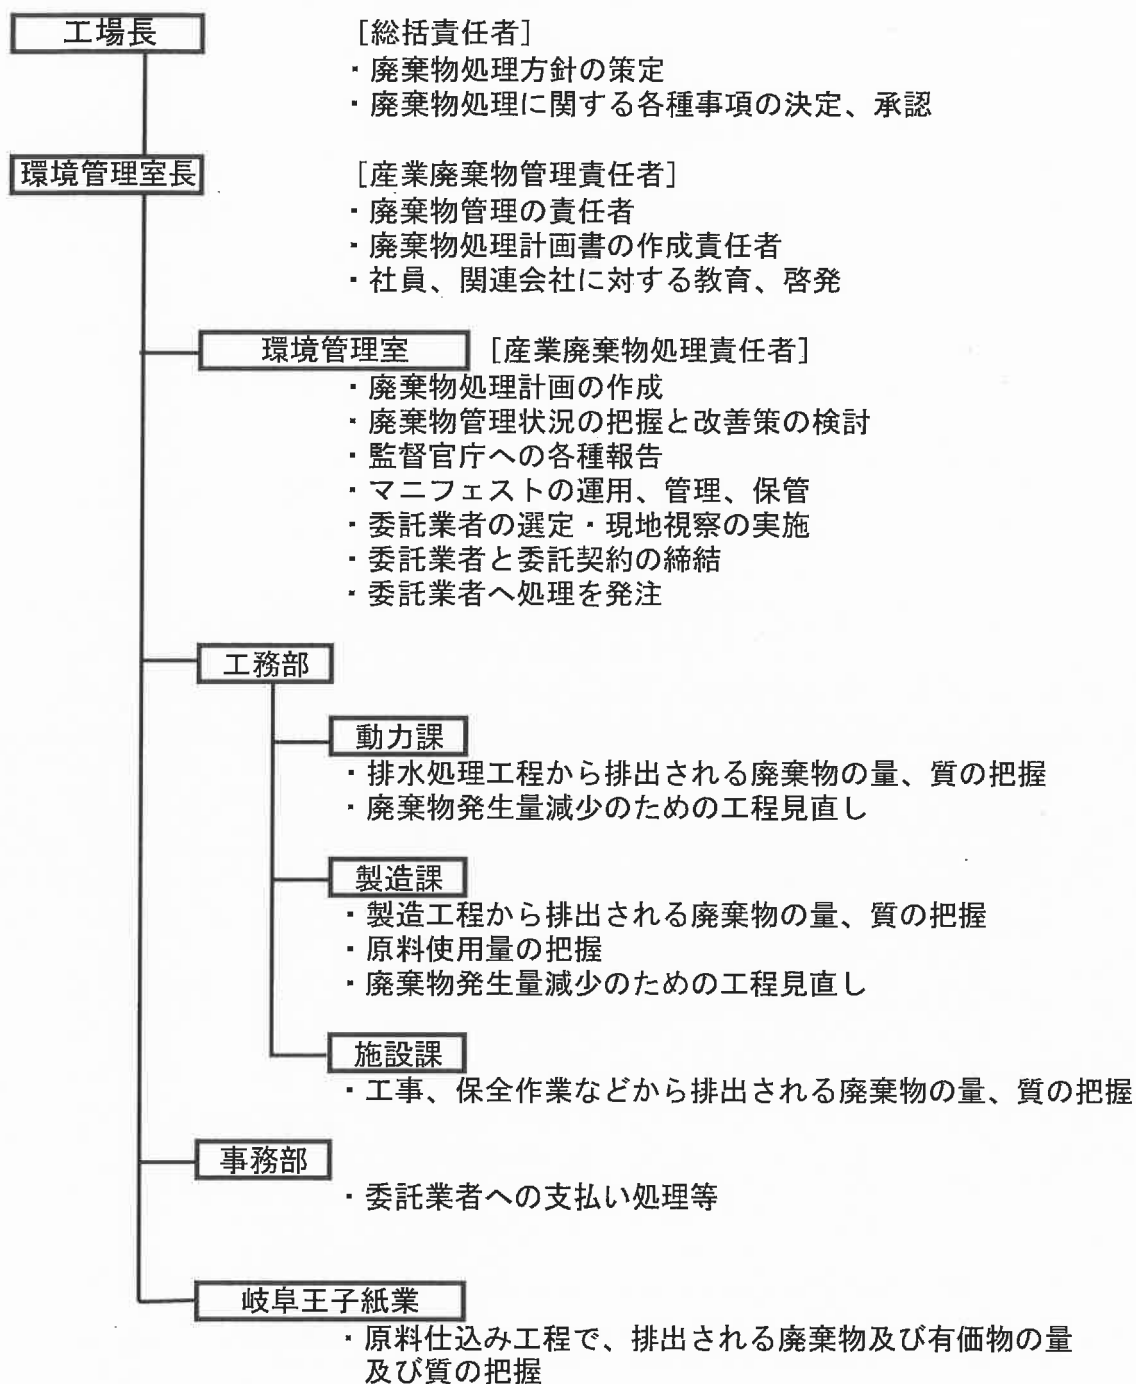 工場長 [総括責任者]
・廃棄物処理方針の策定
・廃棄物処理に関する各種事項の決定、承認
環境管理室長 [産業廃棄物管理責任者]
・廃棄物管理の責任者
・廃棄物処理計画書の作成責任者
・社員、関連会社に対する教育、啓発
環境管理室 [産業廃棄物処理責任者]
・廃棄物処理計画の作成
・廃棄物管理状況の把握と改善策の検討
・監督官庁への各種報告
・マニフェストの運用、管理、保管
・委託業者の選定・現地視察の実施
・委託業者と委託契約の締結
・委託業者へ処理を発注
工務部
動力課
・排水処理工程から排出される廃棄物の量、質の把握
・廃棄物発生量減少のための工程見直し
製造課
・製造工程から排出される廃棄物の量、質の把握
・原料使用量の把握
・廃棄物発生量減少のための工程見直し
施設課
・工事、保全作業などから排出される廃棄物の量、質の把握
事務部
・委託業者への支払い処理等
岐阜王子紙業
・原料仕込み工程で、排出される廃棄物及び有価物の量
及び質の把握